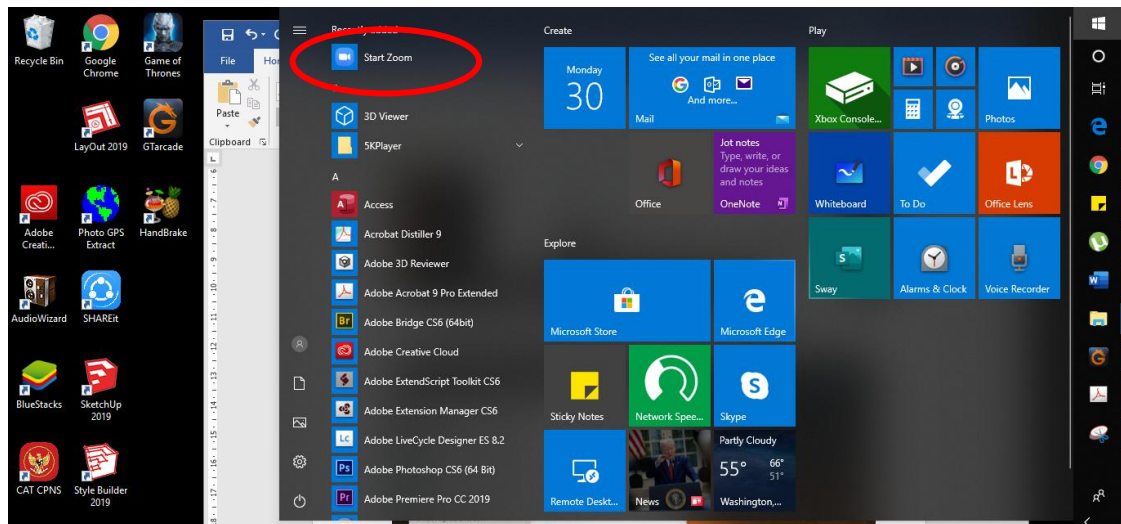 Recycle Bin
Google
Chrome
Game of
Thrones
LayOut 2019
GTarcade
Adobe
Creati...
Photo GPS
Extract
HandBrake
AudioWizard
SHAREit
BlueStacks
SketchUp
2019
CAT CPNS
Style Builder
2019
File
Paste
Clipboard
Recently added
Start Zoom
3D Viewer
5KPlayer
A
Access
Acrobat Distiller 9
Adobe 3D Reviewer
Adobe Acrobat 9 Pro Extended
Adobe Bridge CS6 (64bit)
Adobe Creative Cloud
Adobe ExtendScript Toolkit CS6
Adobe Extension Manager CS6
Adobe LiveCycle Designer ES 8.2
Adobe Photoshop CS6 (64 Bit)
Adobe Premiere Pro CC 2019
Create
Monday
30
See all your mail in one place
And more...
Mail
Office
Jot notes
Type, write, or
draw your ideas
and notes
OneNote
Explore
Microsoft Store
Microsoft Edge
Sticky Notes
Network Spee...
Skype
Remote Deskt...
News
Partly Cloudy
55° 66°
51°
Washington,...
Play
Xbox Console...
Photos
Whiteboard
To Do
Office Lens
Sway
Alarms & Clock
Voice Recorder